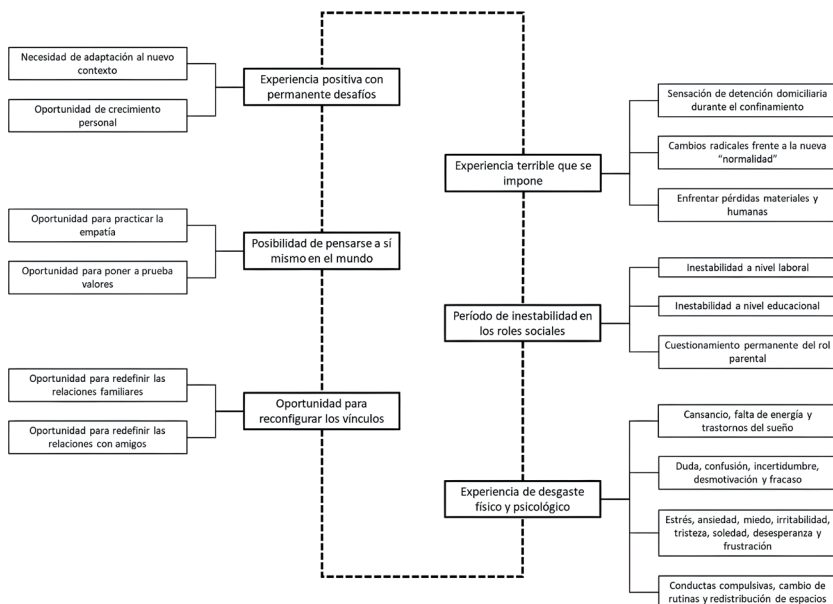 Necesidad de adaptación al nuevo
contexto
Oportunidad de crecimiento
personal
Experiencia positiva con
permanente desafíos
Oportunidad para practicar la
empatía
Oportunidad para poner a prueba
valores
Posibilidad de pensarse a sí
mismo en el mundo
Oportunidad para redefinir las
relaciones familiares
Oportunidad para redefinir las
relaciones con amigos
Oportunidad para
reconfigurar los vínculos
Experiencia terrible que se
impone
Sensación de detención domiciliaria
durante el confinamiento
Cambios radicales frente a la nueva
“normalidad”
Enfrentar pérdidas materiales y
humanas
Período de inestabilidad en
los roles sociales
Inestabilidad a nivel laboral
Inestabilidad a nivel educacional
Cuestionamiento permanente del rol
parental
Experiencia de desgaste
físico y psicológico
Cansancio, falta de energía y
trastornos del sueño
Duda, confusión, incertidumbre,
desmotivación y fracaso
Estrés, ansiedad, miedo, irritabilidad,
tristeza, soledad, desesperanza y
frustración
Conductas compulsivas, cambio de
rutinas y redistribución de espacios